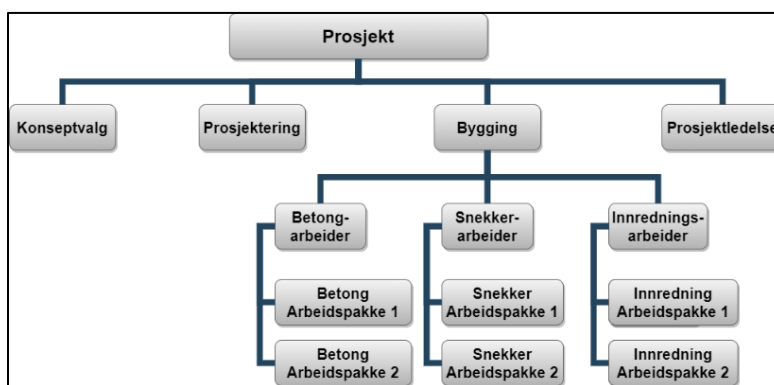 Prosjekt
Konseptvalg
Prosjektering
Bygging
Prosjektledelse
Betong-
arbeider
Snekker-
arbeider
Innrednings-
arbeider
Betong
Arbeidspakke 1
Snekker
Arbeidspakke 1
Innredning
Arbeidspakke 1
Betong
Arbeidspakke 2
Snekker
Arbeidspakke 2
Innredning
Arbeidspakke 2